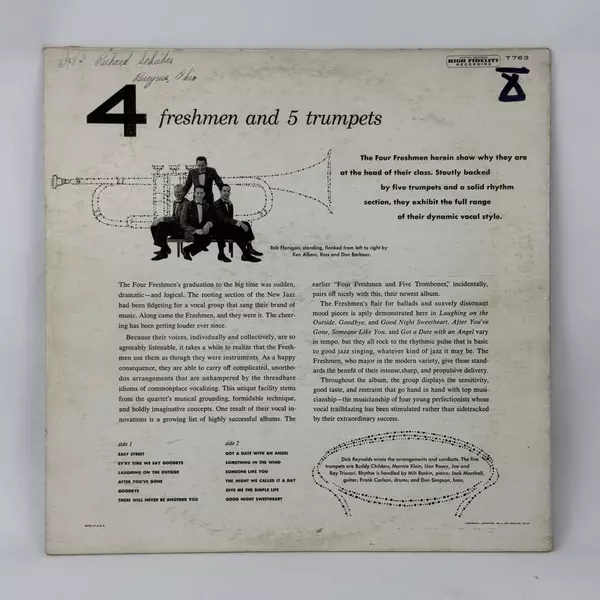 Richard
Bucyrus Ohio
HIGH FIDELITY
RECORDING
T 763
8
4 freshmen and 5 trumpets
The Four Freshmen herein show why they are
at the head of their class. Stoutly backed
by five trumpets and a solid rhythm
section, they exhibit the full range
of their dynamic vocal style.
Bob Flanigan, standing, flanked from left to right by
Ken Albers, Ross and Don Barbour.
The Four Freshmen's graduation to the big time was sudden,
dramatic—and logical. The rooting section of the New Jazz
had been fidgeting for a vocal group that sang their brand of
music. Along came the Freshmen, and they were it. The cheer-
ing has been getting louder ever since.
Because their voices, individually and collectively, are so
agreeably listenable, it takes a while to realize that the Fresh-
men use them as though they were instruments. As a happy
consequence, they are able to carry off complicated, unortho-
dox arrangements that are unhampered by the threadbare
idioms of commonplace vocalizing. This unique facility stems
from the quartet's musical grounding, formidable technique,
and boldly imaginative concepts. One result of their vocal in-
novations is a growing list of highly successful albums. The
earlier "Four Freshmen and Five Trombones," incidentally,
pairs off nicely with this, their newest album.
The Freshmen's flair for ballads and suavely dissonant
mood pieces is aptly demonstrated here in Laughing on the
Outside, Goodbye, and Good Night Sweetheart. After You've
Gone, Someone Like You, and Got a Date with an Angel vary
in tempo, but they all rock to the rhythmic pulse that is basic
to good jazz singing, whatever kind of jazz it may be. The
Freshmen, who major in the modern variety, give these stand-
ards the benefit of their intense, sharp, and propulsive delivery.
Throughout the album, the group displays the sensitivity,
good taste, and restraint that go hand in hand with top musi-
cianship—the musicianship of four young perfectionists whose
vocal trailblazing has been stimulated rather than sidetracked
by their extraordinary success.
side 1
EASY STREET
EV'RY TIME WE SAY GOODBYE
LAUGHING ON THE OUTSIDE
AFTER YOU'VE GONE
GOODBYE
THERE WILL NEVER BE ANOTHER YOU
side 2
GOT A DATE WITH AN ANGEL
SOMETHING IN THE WIND
SOMEONE LIKE YOU
THE NIGHT WE CALLED IT A DAY
GIVE ME THE SIMPLE LIFE
GOOD NIGHT SWEETHEART
Dick Reynolds wrote the arrangements and conducts. The five
trumpets are Buddy Childers, Mannie Klein, Uan Rasey, Joe and
Ray Triscari. Rhythm is handled by Milt Raskin, piano; Jack Marshall,
guitar; Frank Carlson, drums; and Don Simpson, bass.